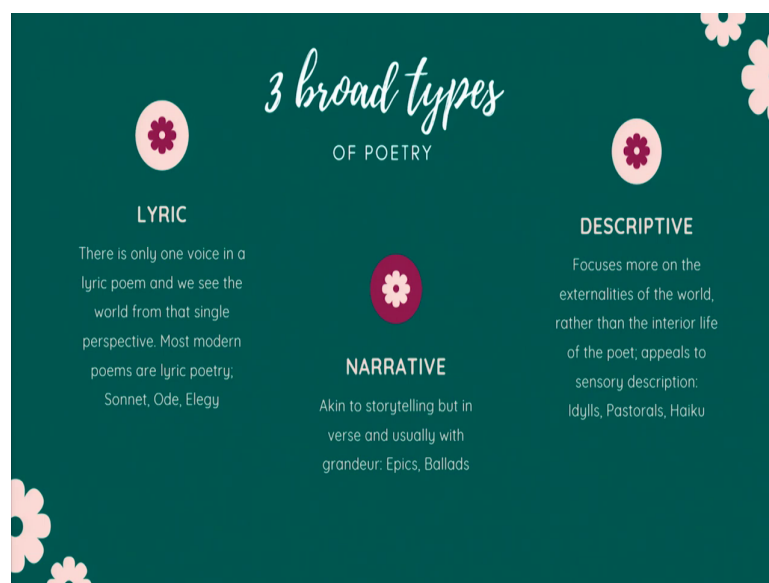 3 broad types
OF POETRY
LYRIC
There is only one voice in a
lyric poem and we see the
world from that single
perspective. Most modern
poems are lyric poetry;
Sonnet, Ode, Elegy
NARRATIVE
Akin to storytelling but in
verse and usually with
grandeur: Epics, Ballads
DESCRIPTIVE
Focuses more on the
externalities of the world,
rather than the interior life
of the poet; appeals to
sensory description:
Idylls, Pastorals, Haiku